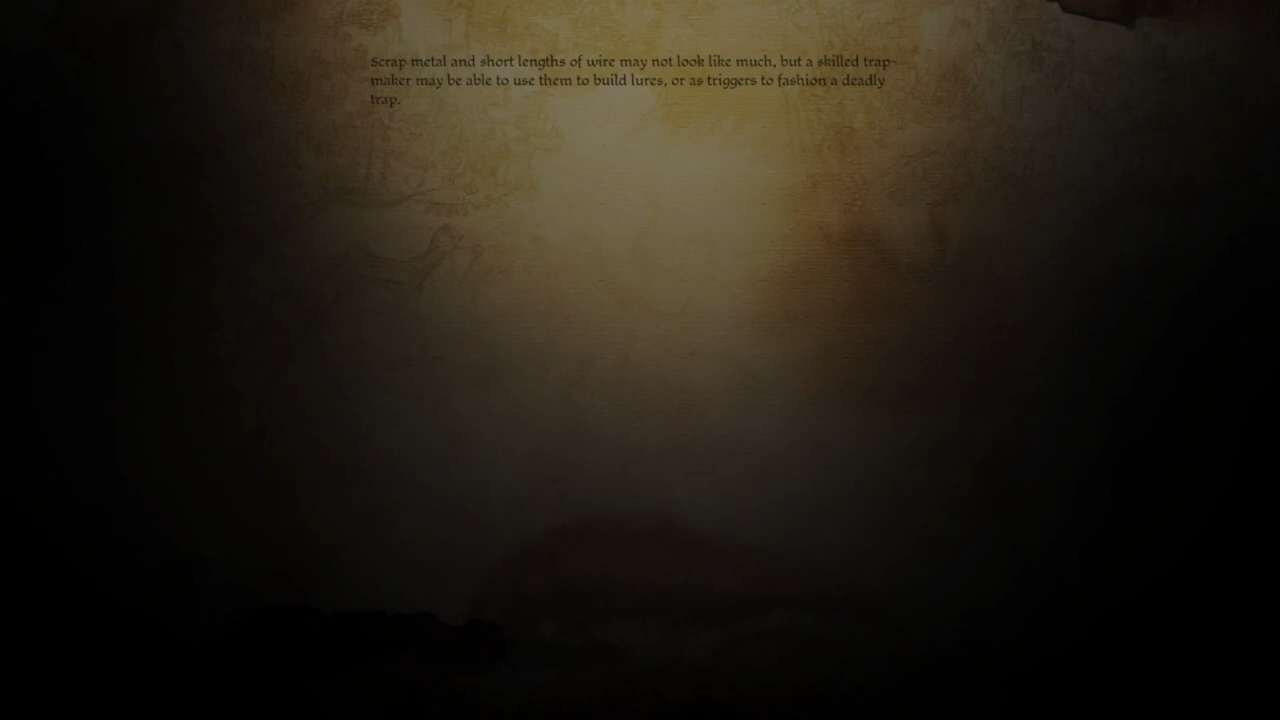 Scrap metal and short lengths of wire may not look like much, but a skilled trap-
maker may be able to use them to build lures, or as triggers to fashion a deadly
trap.